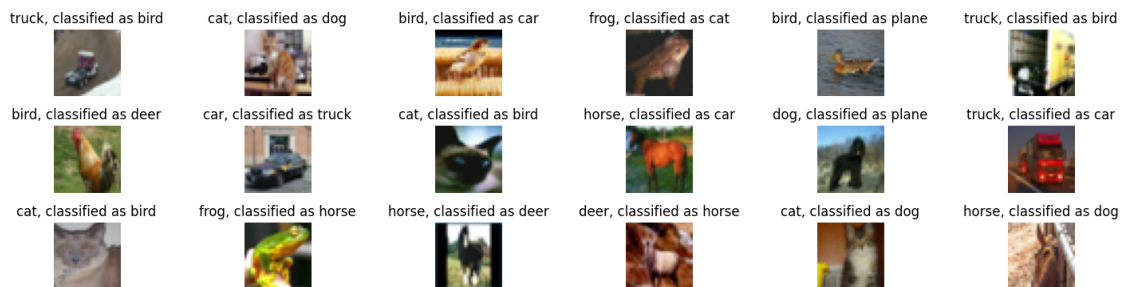 truck, classified as bird
cat, classified as dog
bird, classified as car
frog, classified as cat
bird, classified as plane
truck, classified as bird
bird, classified as deer
car, classified as truck
cat, classified as bird
horse, classified as car
dog, classified as plane
truck, classified as car
cat, classified as bird
frog, classified as horse
horse, classified as deer
deer, classified as horse
cat, classified as dog
horse, classified as dog